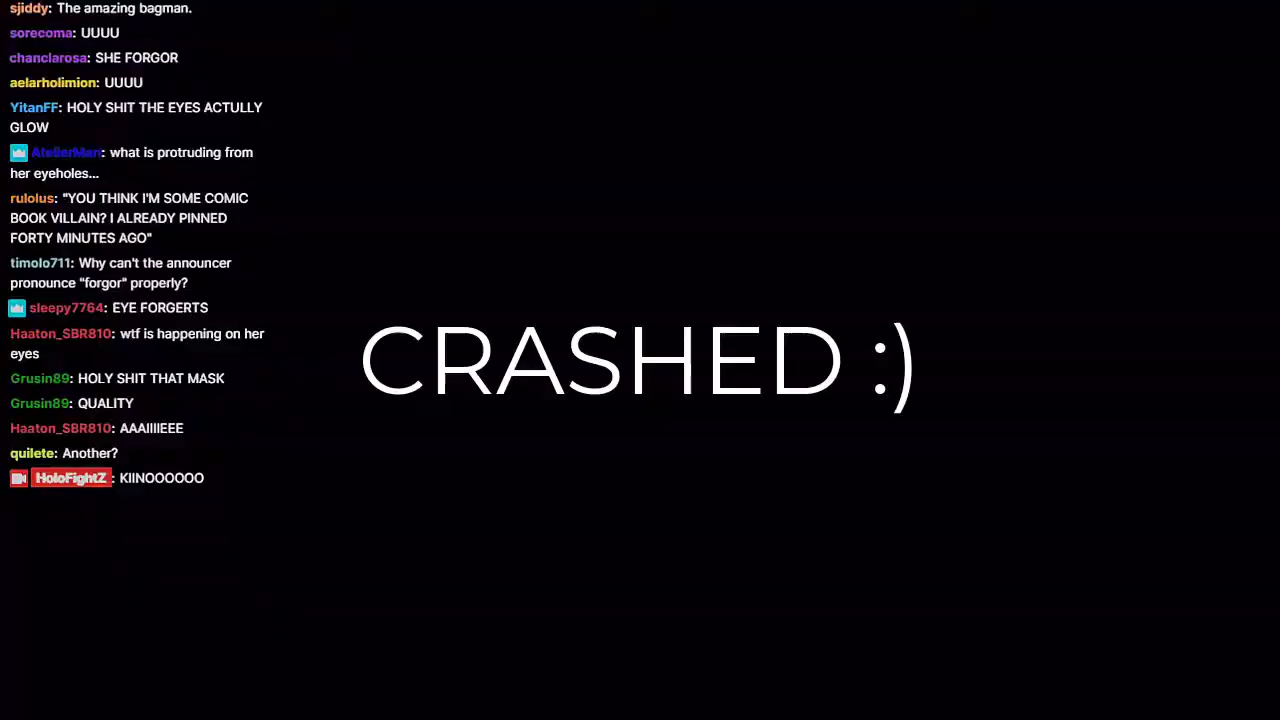 sjiddy: The amazing bagman.
sorecoma: UUUU
chanclarosa: SHE FORGOR
aelarholimion: UUUU
YitanFF: HOLY SHIT THE EYES ACTULLY
GLOW
AtelierMan: what is protruding from
her eyeholes...
rulolus: "YOU THINK I'M SOME COMIC
BOOK VILLAIN? I ALREADY PINNED
FORTY MINUTES AGO"
timolo711: Why can't the announcer
pronounce "forgor" properly?
sleepy7764: EYE FORGERTS
Haaton_SBR810: wtf is happening on her
eyes
Grusin89: HOLY SHIT THAT MASK
Grusin89: QUALITY
Haaton_SBR810: AAAIIIIEEE
quilete: Another?
HoloFightZ: KIINOOOOOO
CRASHED :)